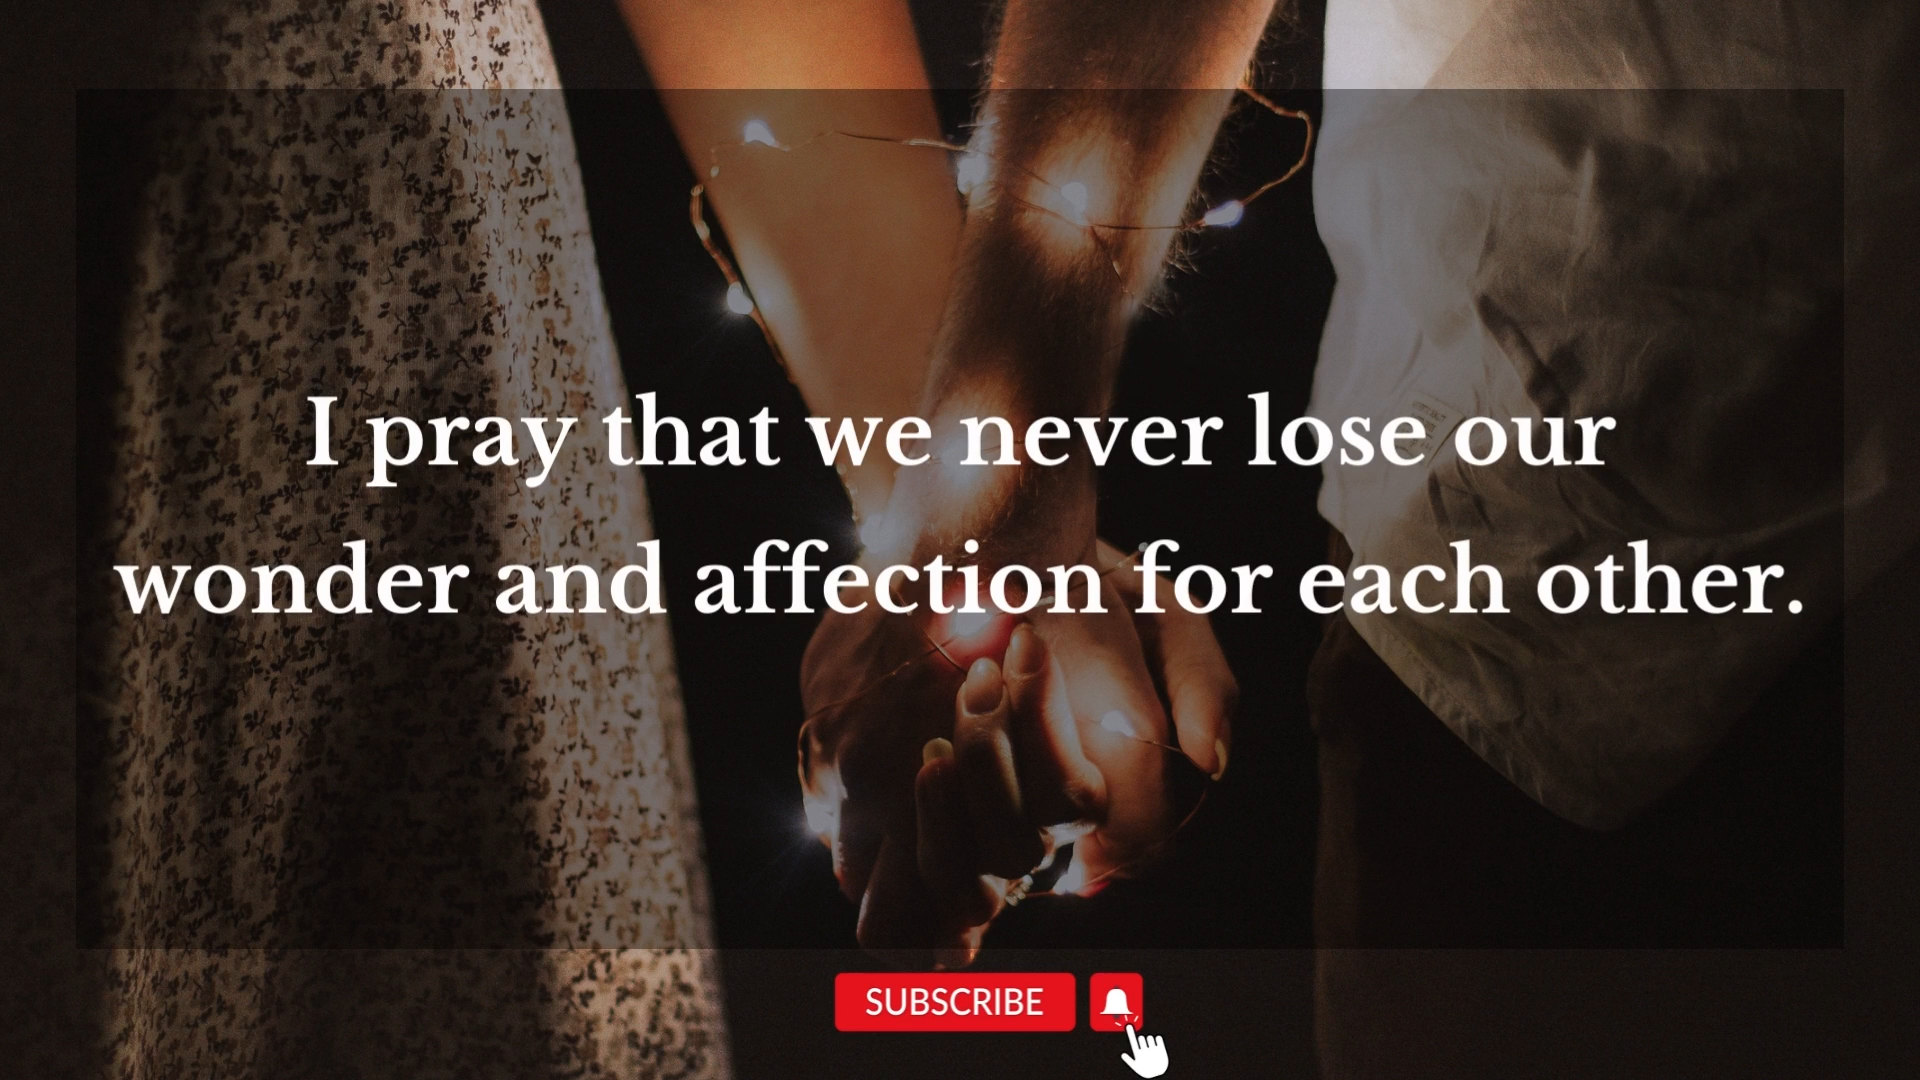 I pray that we never lose our
wonder and affection for each other.
SUBSCRIBE